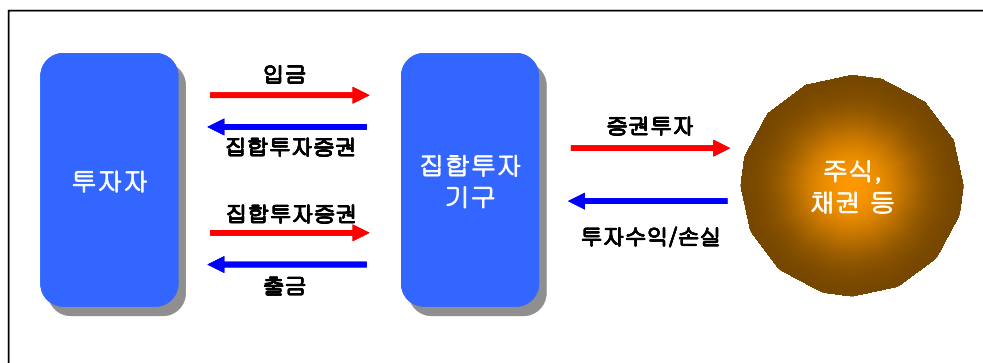 투자자
입금
집합투자증권
집합투자증권
출금
집합투자
기구
증권투자
투자수익/손실
주식,
채권 등